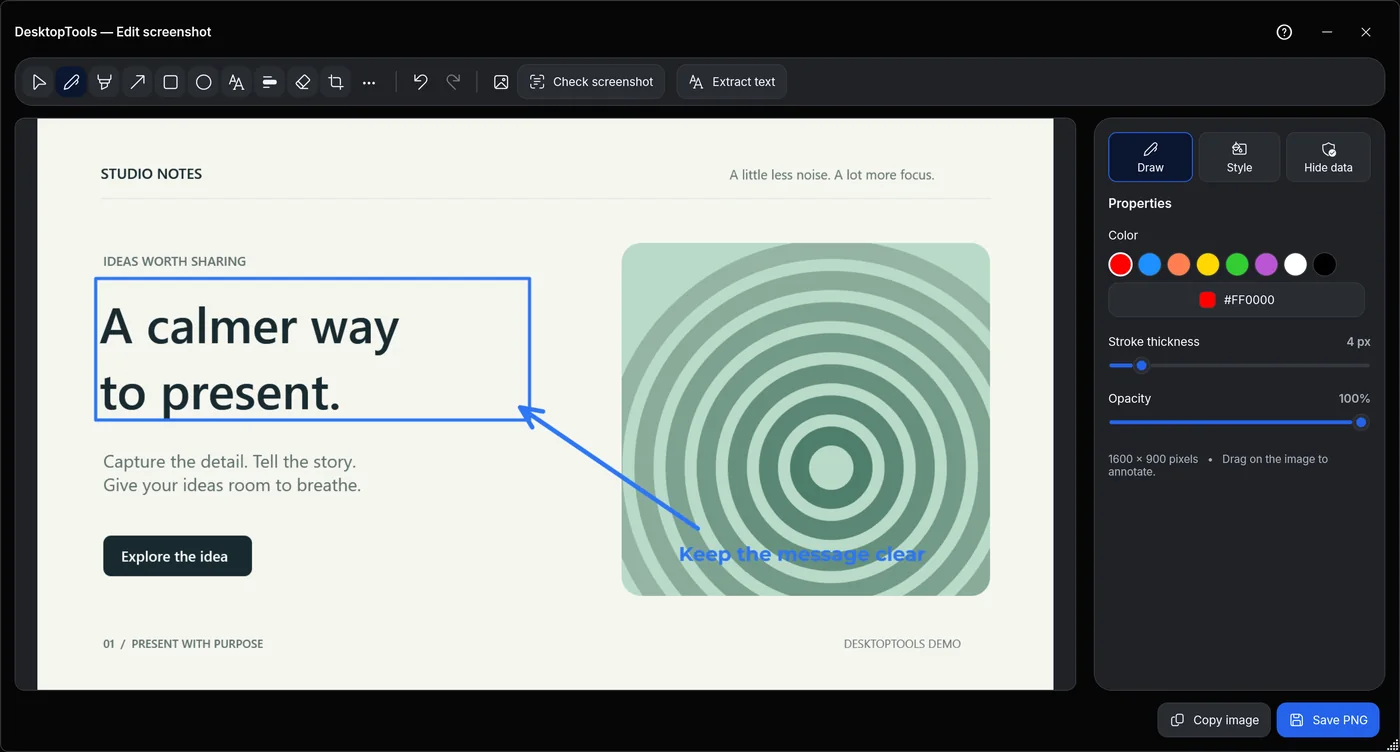 DesktopTools — Edit screenshot
Check screenshot
Extract text
STUDIO NOTES
A little less noise. A lot more focus.
IDEAS WORTH SHARING
A calmer way
to present.
Capture the detail. Tell the story.
Give your ideas room to breathe.
Explore the idea
Keep the message clear
01 / PRESENT WITH PURPOSE
DESKTOPTOOLS DEMO
Draw
Style
Hide data
Properties
Color
#FF0000
Stroke thickness 4 px
Opacity 100%
1600 × 900 pixels • Drag on the image to
annotate.
Copy image
Save PNG